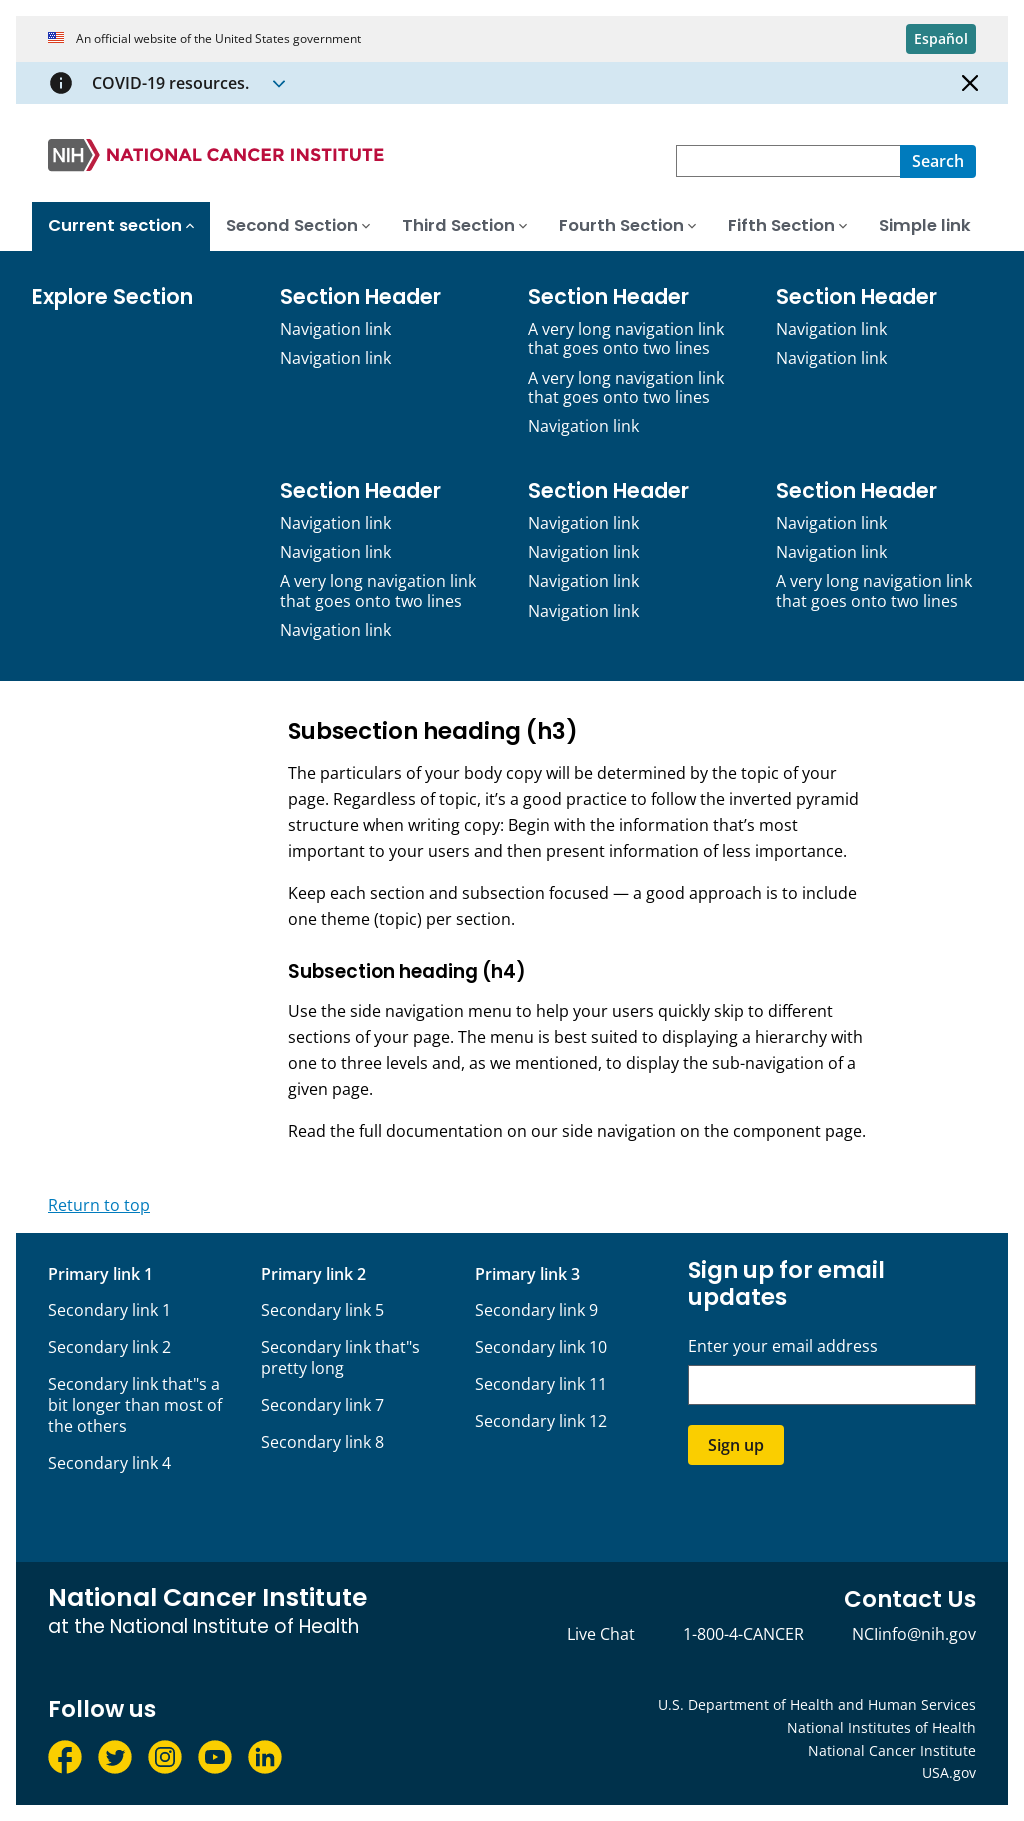 An official website of the United States government
Español
COVID-19 resources.
NIH NATIONAL CANCER INSTITUTE
Search
Current section
Second Section
Third Section
Fourth Section
Fifth Section
Simple link
Explore Section
Section Header
Navigation link
Navigation link
Section Header
A very long navigation link
that goes onto two lines
A very long navigation link
that goes onto two lines
Navigation link
Section Header
Navigation link
Navigation link
Section Header
Navigation link
Navigation link
A very long navigation link
that goes onto two lines
Navigation link
Section Header
Navigation link
Navigation link
Navigation link
Navigation link
Section Header
Navigation link
Navigation link
A very long navigation link
that goes onto two lines
Subsection heading (h3)
The particulars of your body copy will be determined by the topic of your
page. Regardless of topic, it’s a good practice to follow the inverted pyramid
structure when writing copy: Begin with the information that’s most
important to your users and then present information of less importance.
Keep each section and subsection focused — a good approach is to include
one theme (topic) per section.
Subsection heading (h4)
Use the side navigation menu to help your users quickly skip to different
sections of your page. The menu is best suited to displaying a hierarchy with
one to three levels and, as we mentioned, to display the sub-navigation of a
given page.
Read the full documentation on our side navigation on the component page.
Return to top
Primary link 1
Secondary link 1
Secondary link 2
Secondary link that"s a
bit longer than most of
the others
Secondary link 4
Primary link 2
Secondary link 5
Secondary link that"s
pretty long
Secondary link 7
Secondary link 8
Primary link 3
Secondary link 9
Secondary link 10
Secondary link 11
Secondary link 12
Sign up for email
updates
Enter your email address
Sign up
National Cancer Institute
at the National Institute of Health
Contact Us
Live Chat
1-800-4-CANCER
NCIinfo@nih.gov
Follow us
U.S. Department of Health and Human Services
National Institutes of Health
National Cancer Institute
USA.gov